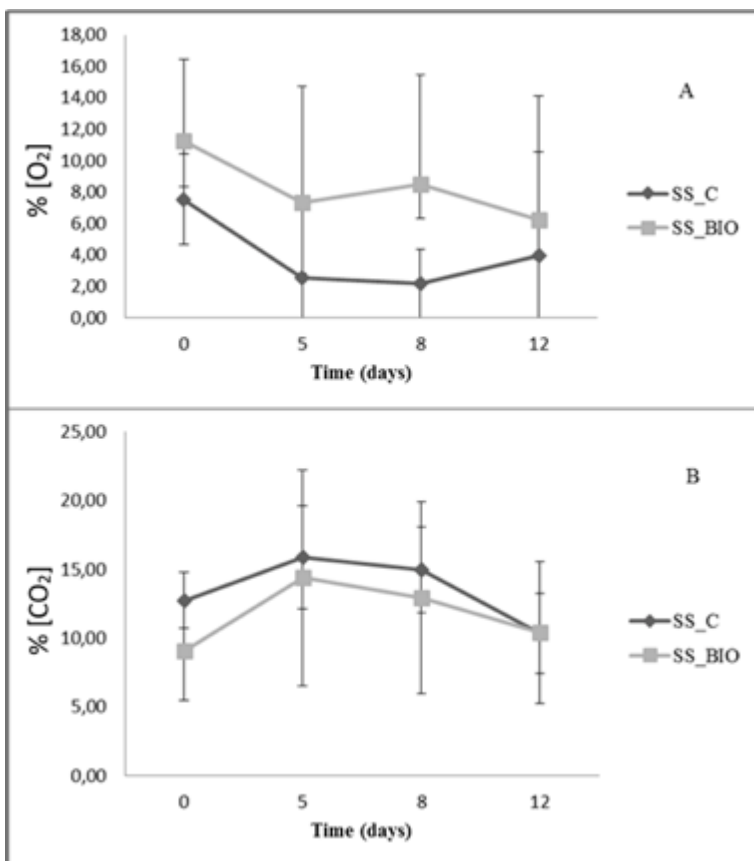 18,00
16,00
14,00
12,00
10,00
8,00
6,00
4,00
2,00
0,00
% [O₂]
0 5 8 12
Time (days)
A
SS_C
SS_BIO
25,00
20,00
15,00
10,00
5,00
0,00
% [CO₂]
0 5 8 12
Time (days)
B
SS_C
SS_BIO